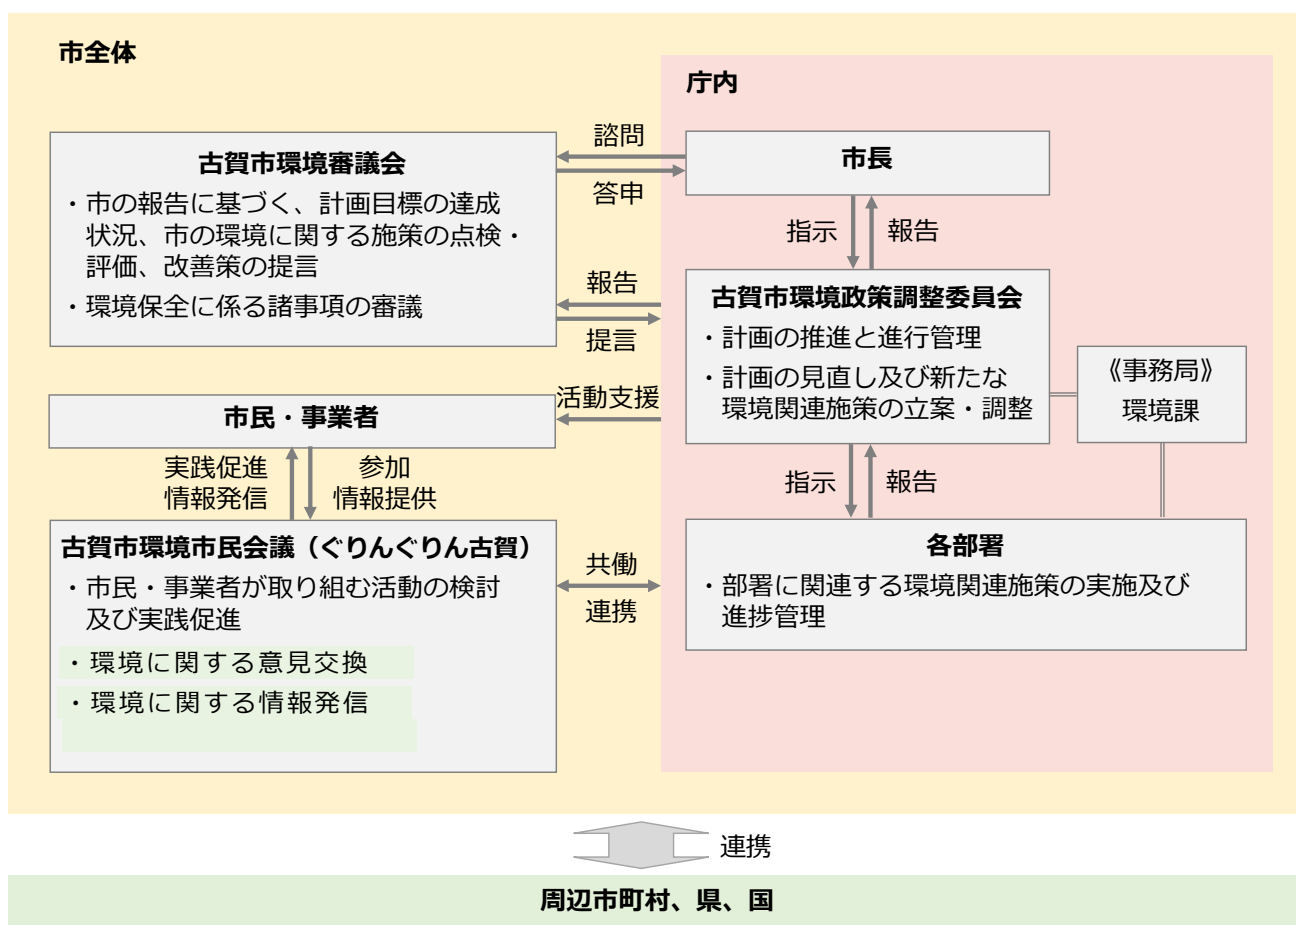 市全体
庁内
古賀市環境審議会
・市の報告に基づく、計画目標の達成
状況、市の環境に関する施策の点検・
評価、改善策の提言
・環境保全に係る諸事項の審議
諮問
答申
市長
指示
報告
報告
提言
古賀市環境政策調整委員会
・計画の推進と進行管理
・計画の見直し及び新たな
環境関連施策の立案・調整
《事務局》
環境課
活動支援
市民・事業者
実践促進
情報発信
参加
情報提供
指示
報告
古賀市環境市民会議（ぐりんぐりん古賀）
・市民・事業者が取り組む活動の検討
及び実践促進
・環境に関する意見交換
・環境に関する情報発信
共働
連携
各部署
・部署に関連する環境関連施策の実施及び
進捗管理
連携
周辺市町村、県、国